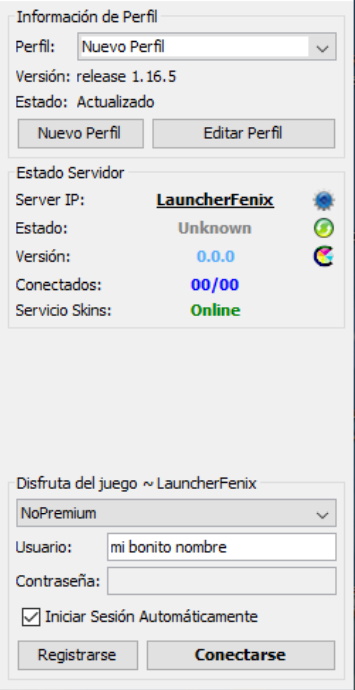 Información de Perfil
Perfil: Nuevo Perfil
Versión: release 1.16.5
Estado: Actualizado
Nuevo Perfil Editar Perfil
Estado Servidor
Server IP: LauncherFenix
Estado: Unknown
Versión: 0.0.0
Conectados: 00/00
Servicio Skins: Online
Disfruta del juego ~ LauncherFenix
NoPremium
Usuario: mi bonito nombre
Contraseña:
Iniciar Sesión Automáticamente
Registrarse Conectarse